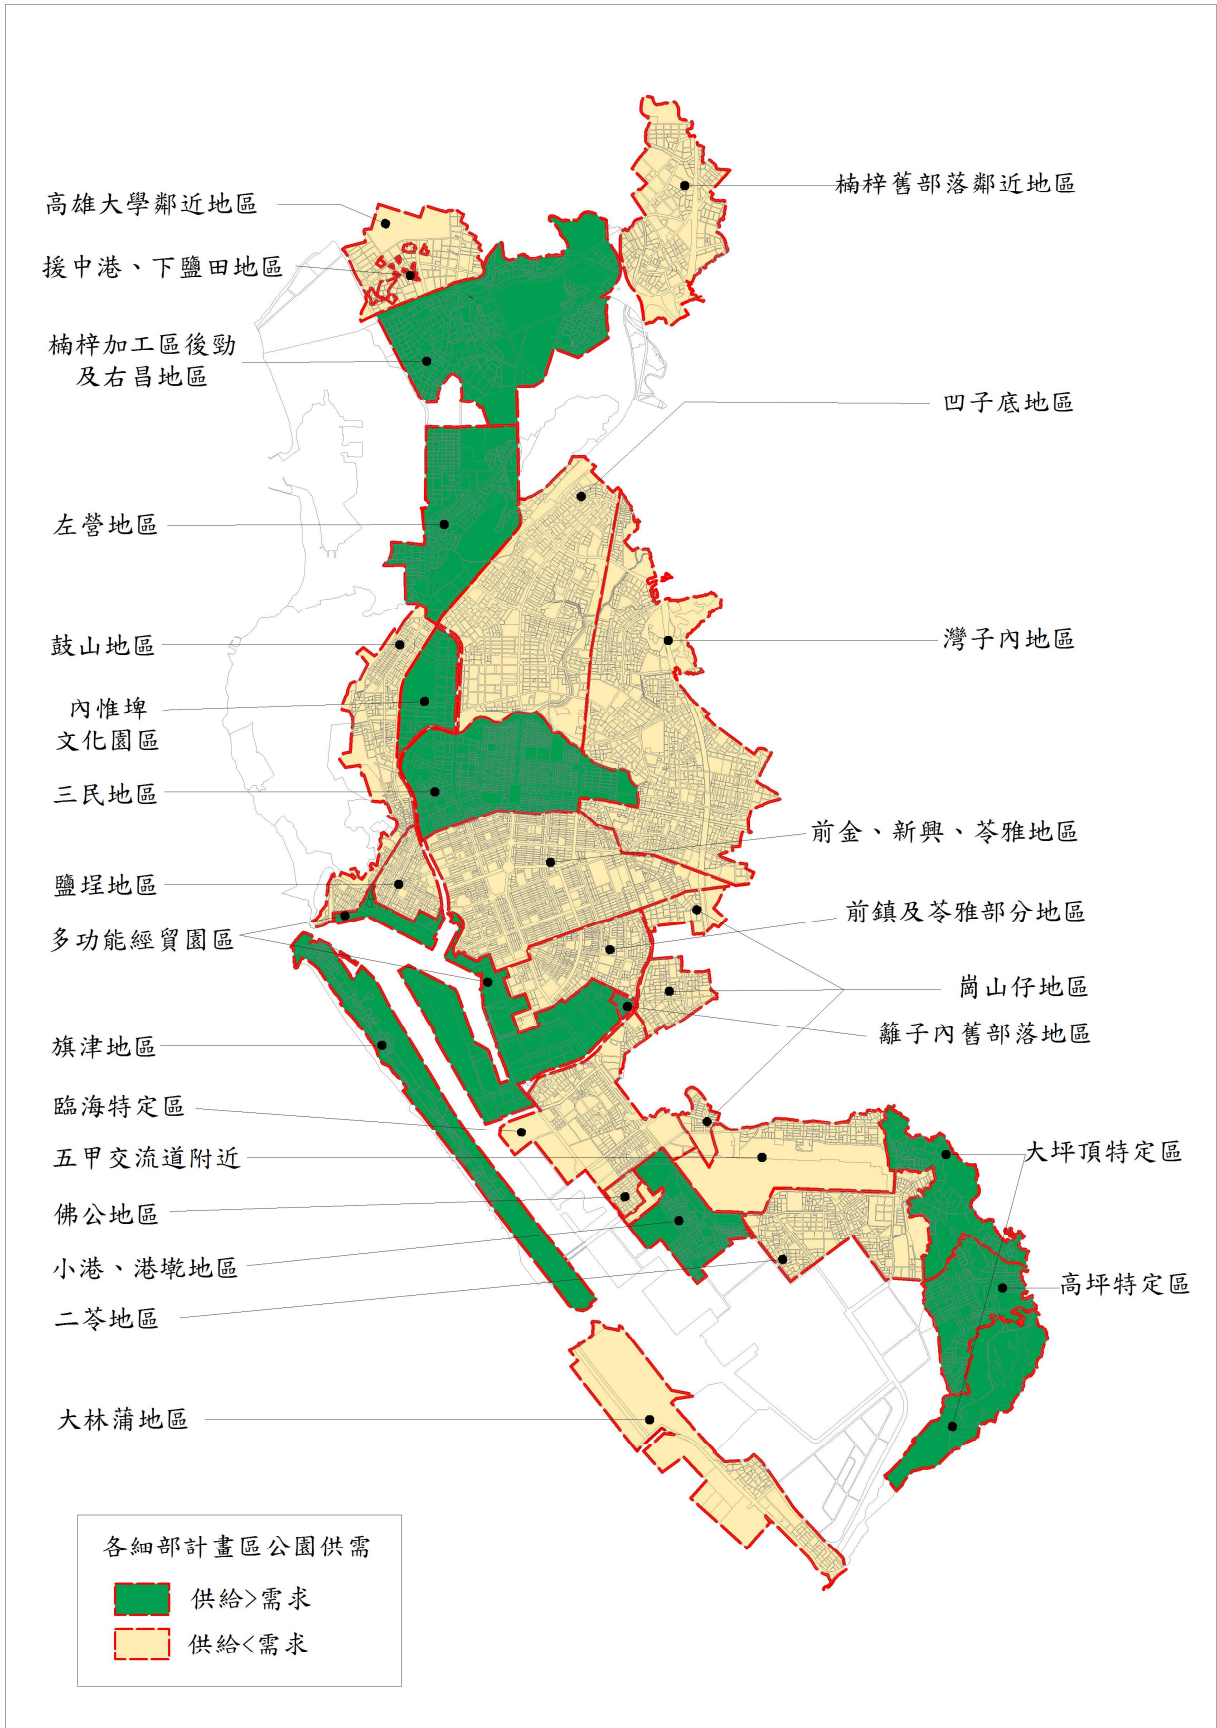 楠梓舊部落鄰近地區
高雄大學鄰近地區
援中港、下鹽田地區
楠梓加工區後勁
及右昌地區
凹子底地區
左營地區
鼓山地區
灣子內地區
內惟埤
文化園區
三民地區
前金、新興、苓雅地區
鹽埕地區
前鎮及苓雅部分地區
多功能經貿園區
崗山仔地區
籬子內舊部落地區
旗津地區
臨海特定區
五甲交流道附近
大坪頂特定區
佛公地區
小港、港墘地區
高坪特定區
二苓地區
大林蒲地區
各細部計畫區公園供需
供給>需求
供給<需求